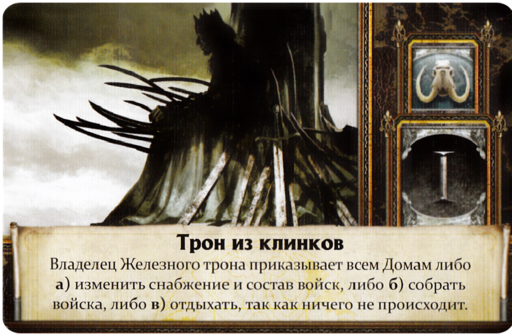 Трон из клинков
Владелец Железного трона приказывает всем Домам либо
а) изменить снабжение и состав войск, либо б) собрать
войска, либо в) отдыхать, так как ничего не происходит.